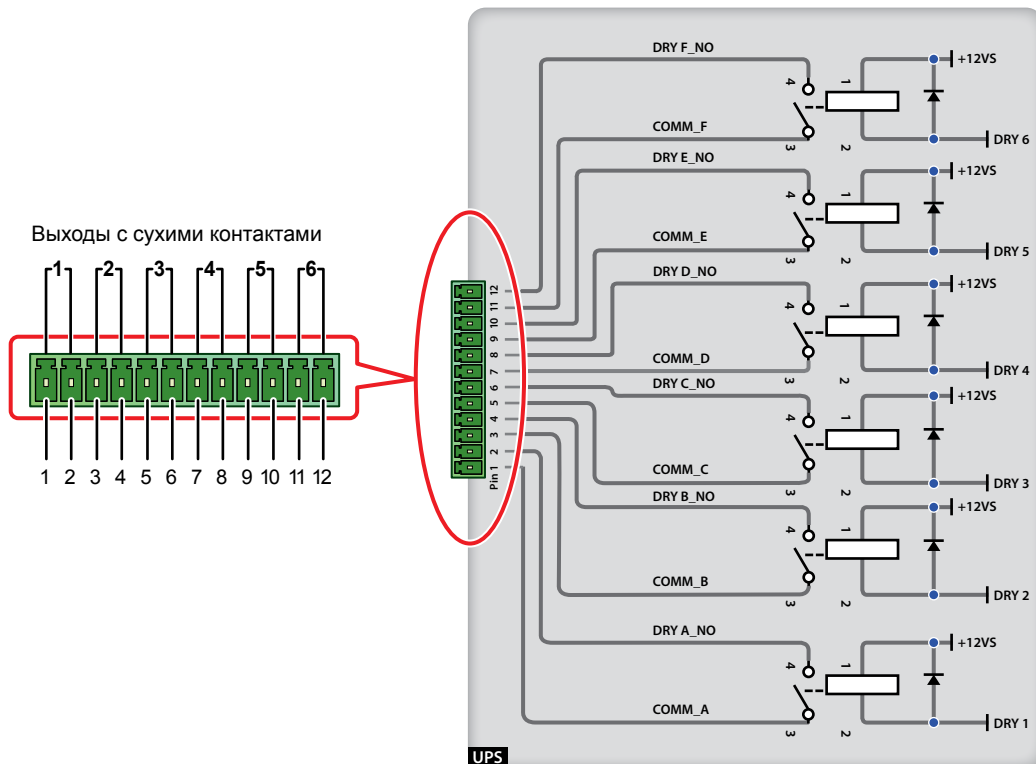 Выходы с сухими контактами
1 2 3 4 5 6
1 2 3 4 5 6 7 8 9 10 11 12
12
11
10
9
8
7
6
5
4
3
2
Pin 1
DRY F_NO
4 1 +12VS
COMM_F
3 2 DRY 6
DRY E_NO
4 1 +12VS
COMM_E
3 2 DRY 5
DRY D_NO
4 1 +12VS
COMM_D
3 2 DRY 4
DRY C_NO
4 1 +12VS
COMM_C
3 2 DRY 3
DRY B_NO
4 1 +12VS
COMM_B
3 2 DRY 2
DRY A_NO
4 1 +12VS
COMM_A
3 2 DRY 1
UPS